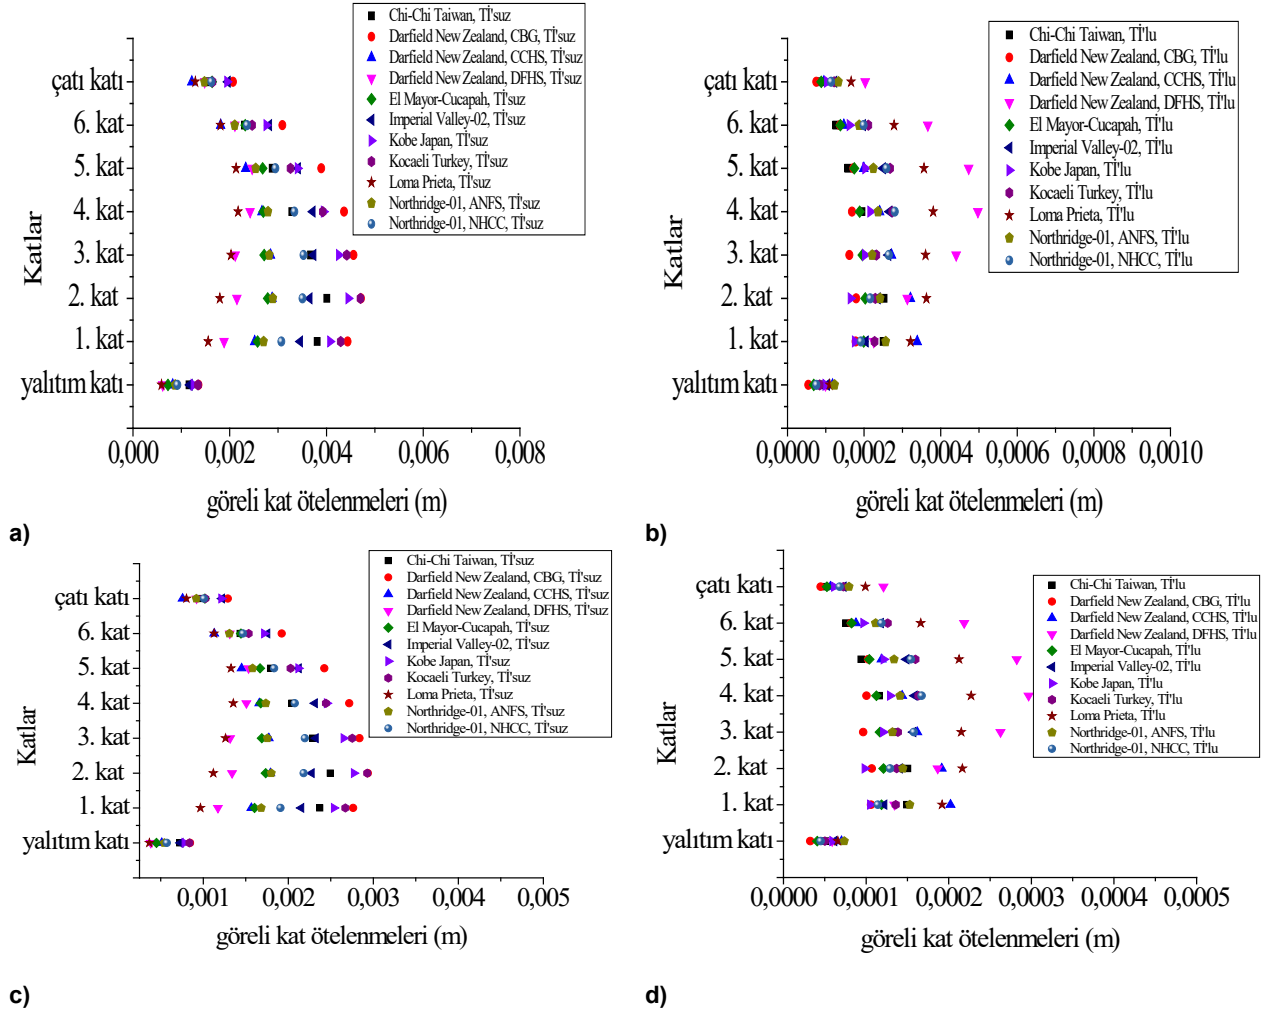 Chi-Chi Taiwan, Tİ'suz
Darfield New Zealand, CBG, Tİ'suz
Darfield New Zealand, CCHS, Tİ'suz
Darfield New Zealand, DFHS, Tİ'suz
El Mayor-Cucapah, Tİ'suz
Imperial Valley-02, Tİ'suz
Kobe Japan, Tİ'suz
Kocaeli Turkey, Tİ'suz
Loma Prieta, Tİ'suz
Northridge-01, ANFS, Tİ'suz
Northridge-01, NHCC, Tİ'suz
çatı katı
6. kat
5. kat
4. kat
3. kat
2. kat
1. kat
yalıtım katı
Katlar
0,000 0,002 0,004 0,006 0,008
göreli kat ötelenmeleri (m)
a)
Chi-Chi Taiwan, Tİ'lu
Darfield New Zealand, CBG, Tİ'lu
Darfield New Zealand, CCHS, Tİ'lu
Darfield New Zealand, DFHS, Tİ'lu
El Mayor-Cucapah, Tİ'lu
Imperial Valley-02, Tİ'lu
Kobe Japan, Tİ'lu
Kocaeli Turkey, Tİ'lu
Loma Prieta, Tİ'lu
Northridge-01, ANFS, Tİ'lu
Northridge-01, NHCC, Tİ'lu
çatı katı
6. kat
5. kat
4. kat
3. kat
2. kat
1. kat
yalıtım katı
Katlar
0,0000 0,0002 0,0004 0,0006 0,0008 0,0010
göreli kat ötelenmeleri (m)
b)
Chi-Chi Taiwan, Tİ'suz
Darfield New Zealand, CBG, Tİ'suz
Darfield New Zealand, CCHS, Tİ'suz
Darfield New Zealand, DFHS, Tİ'suz
El Mayor-Cucapah, Tİ'suz
Imperial Valley-02, Tİ'suz
Kobe Japan, Tİ'suz
Kocaeli Turkey, Tİ'suz
Loma Prieta, Tİ'suz
Northridge-01, ANFS, Tİ'suz
Northridge-01, NHCC, Tİ'suz
çatı katı
6. kat
5. kat
4. kat
3. kat
2. kat
1. kat
yalıtım katı
Katlar
0,001 0,002 0,003 0,004 0,005
göreli kat ötelenmeleri (m)
c)
Chi-Chi Taiwan, Tİ'lu
Darfield New Zealand, CBG, Tİ'lu
Darfield New Zealand, CCHS, Tİ'lu
Darfield New Zealand, DFHS, Tİ'lu
El Mayor-Cucapah, Tİ'lu
Imperial Valley-02, Tİ'lu
Kobe Japan, Tİ'lu
Kocaeli Turkey, Tİ'lu
Loma Prieta, Tİ'lu
Northridge-01, ANFS, Tİ'lu
Northridge-01, NHCC, Tİ'lu
çatı katı
6. kat
5. kat
4. kat
3. kat
2. kat
1. kat
yalıtım katı
Katlar
0,0000 0,0001 0,0002 0,0003 0,0004 0,0005
göreli kat ötelenmeleri (m)
d)